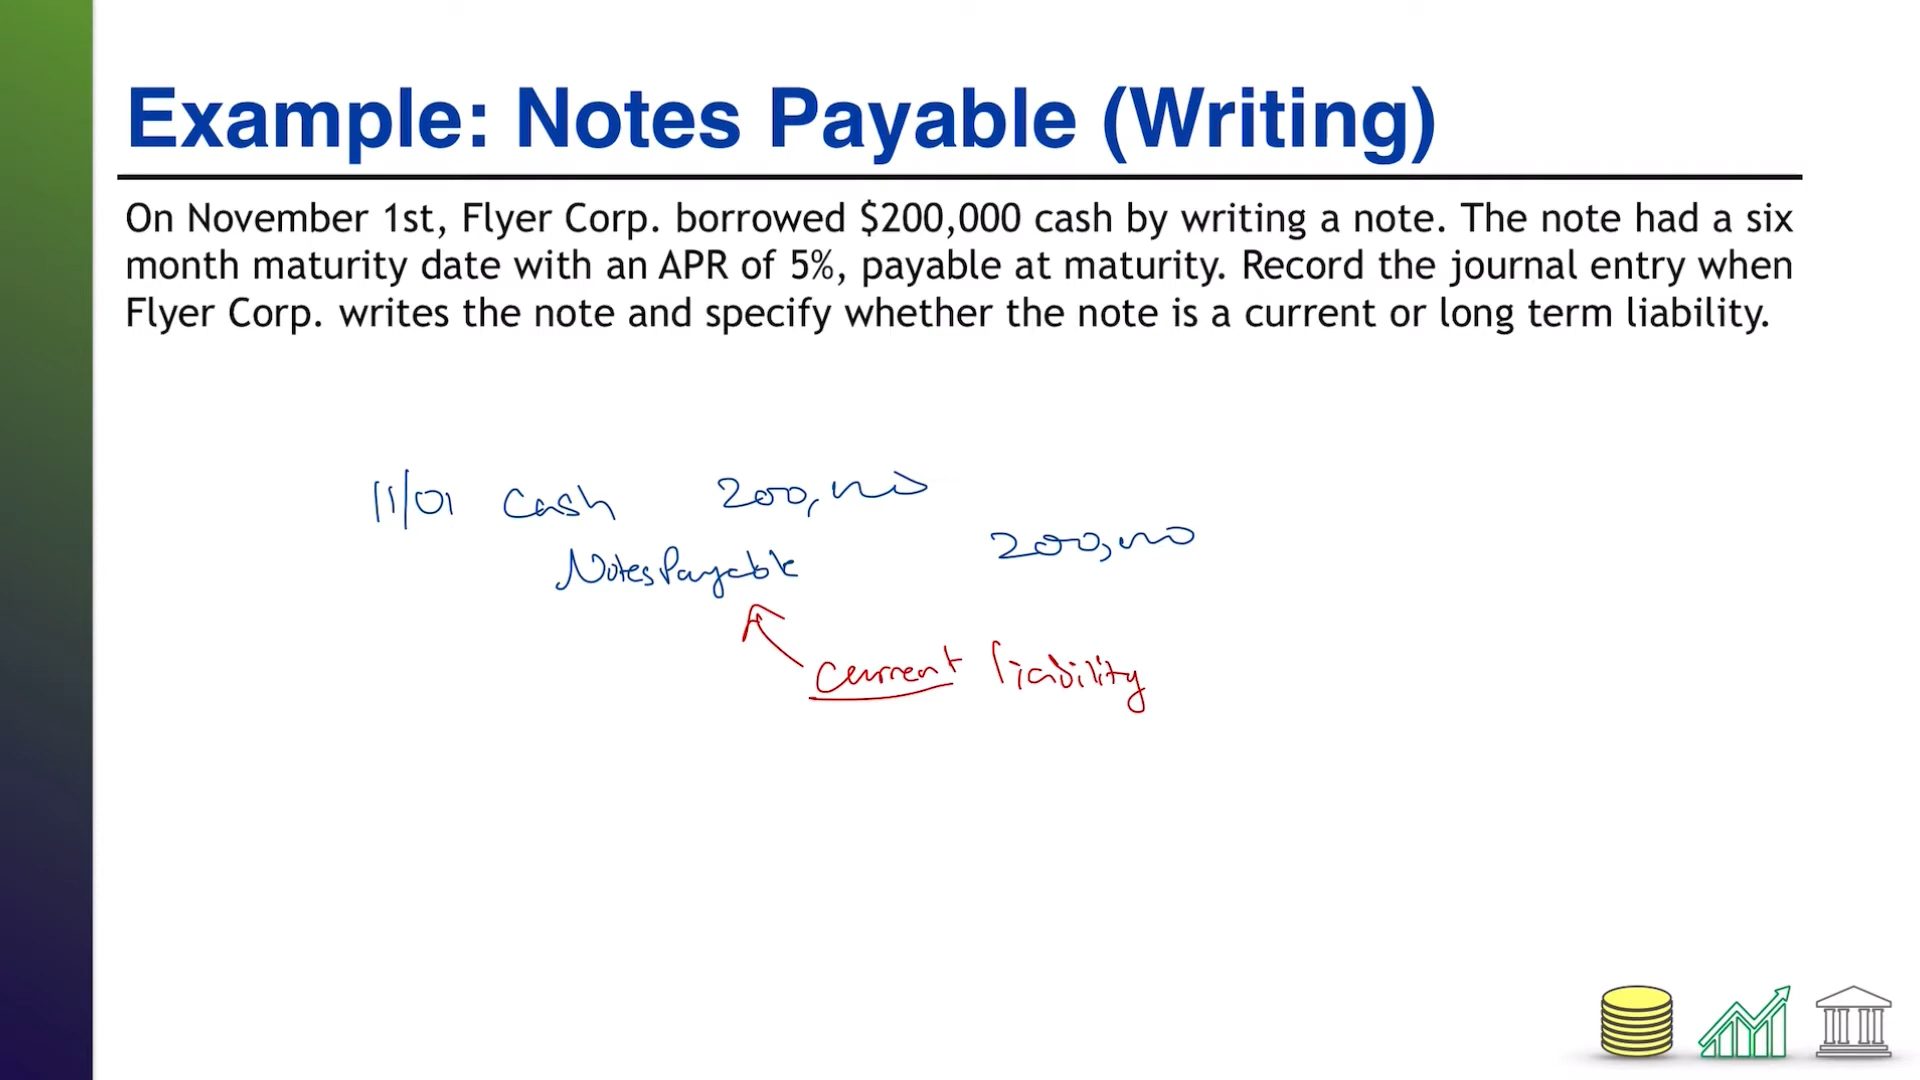 Example: Notes Payable (Writing)
On November 1st, Flyer Corp. borrowed $200,000 cash by writing a note. The note had a six
month maturity date with an APR of 5%, payable at maturity. Record the journal entry when
Flyer Corp. writes the note and specify whether the note is a current or long term liability.
11/01 Cash 200,000
Notes Payable 200,000
current liability